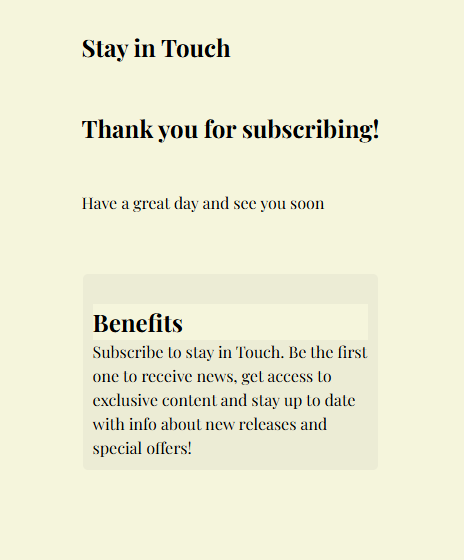 Stay in Touch
Thank you for subscribing!
Have a great day and see you soon
Benefits
Subscribe to stay in Touch. Be the first
one to receive news, get access to
exclusive content and stay up to date
with info about new releases and
special offers!